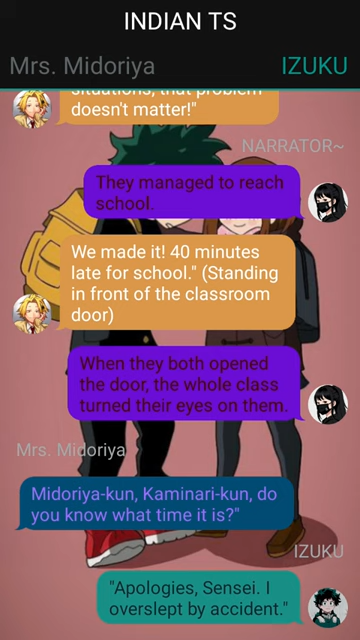 INDIAN TS
Mrs. Midoriya
IZUKU
situations, that problem
doesn't matter!"
NARRATOR~
They managed to reach
school.
We made it! 40 minutes
late for school." (Standing
in front of the classroom
door)
When they both opened
the door, the whole class
turned their eyes on them.
Mrs. Midoriya
Midoriya-kun, Kaminari-kun, do
you know what time it is?"
IZUKU
"Apologies, Sensei. I
overslept by accident."